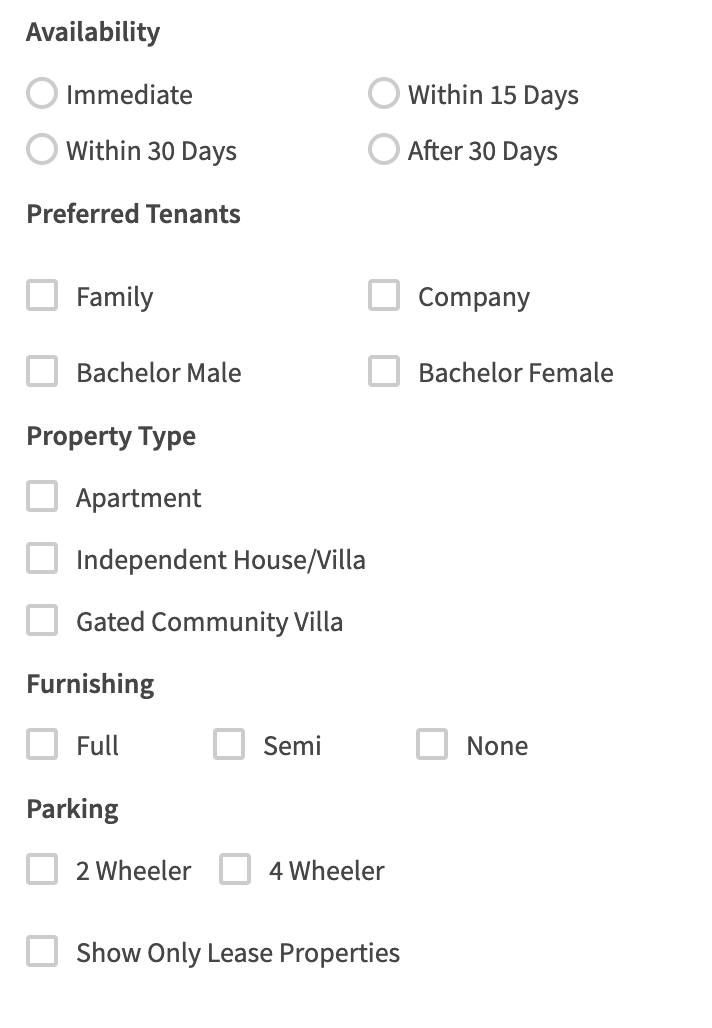 Availability
Immediate Within 15 Days
Within 30 Days After 30 Days
Preferred Tenants
Family Company
Bachelor Male Bachelor Female
Property Type
Apartment
Independent House/Villa
Gated Community Villa
Furnishing
Full Semi None
Parking
2 Wheeler 4 Wheeler
Show Only Lease Properties